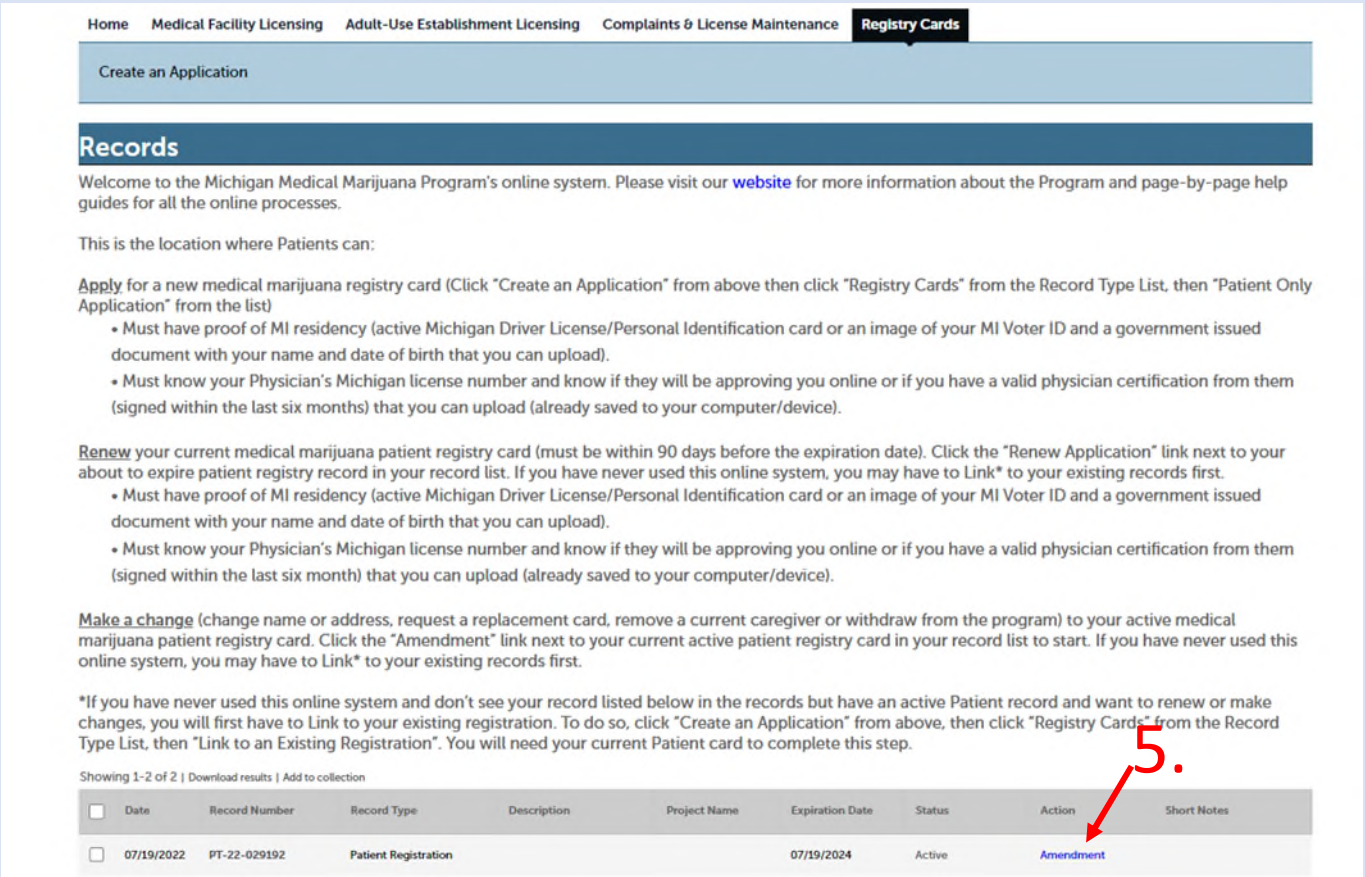 Home Medical Facility Licensing Adult-Use Establishment Licensing Complaints & License Maintenance Registry Cards
Create an Application
Records
Welcome to the Michigan Medical Marijuana Program's online system. Please visit our website for more information about the Program and page-by-page help
guides for all the online processes.
This is the location where Patients can:
Apply for a new medical marijuana registry card (Click "Create an Application" from above then click "Registry Cards" from the Record Type List, then "Patient Only
Application" from the list)
• Must have proof of MI residency (active Michigan Driver License/Personal Identification card or an image of your MI Voter ID and a government issued
document with your name and date of birth that you can upload).
• Must know your Physician's Michigan license number and know if they will be approving you online or if you have a valid physician certification from them
(signed within the last six months) that you can upload (already saved to your computer/device).
Renew your current medical marijuana patient registry card (must be within 90 days before the expiration date). Click the "Renew Application" link next to your
about to expire patient registry record in your record list. If you have never used this online system, you may have to Link* to your existing records first.
• Must have proof of MI residency (active Michigan Driver License/Personal Identification card or an image of your MI Voter ID and a government issued
document with your name and date of birth that you can upload).
• Must know your Physician's Michigan license number and know if they will be approving you online or if you have a valid physician certification from them
(signed within the last six month) that you can upload (already saved to your computer/device).
Make a change (change name or address, request a replacement card, remove a current caregiver or withdraw from the program) to your active medical
marijuana patient registry card. Click the "Amendment" link next to your current active patient registry card in your record list to start. If you have never used this
online system, you may have to Link* to your existing records first.
*If you have never used this online system and don't see your record listed below in the records but have an active Patient record and want to renew or make
changes, you will first have to Link to your existing registration. To do so, click "Create an Application" from above, then click "Registry Cards" from the Record
Type List, then "Link to an Existing Registration". You will need your current Patient card to complete this step.
5.
Showing 1-2 of 2 | Download results | Add to collection
Date Record Number Record Type Description Project Name Expiration Date Status Action Short Notes
07/19/2022 PT-22-029192 Patient Registration 07/19/2024 Active Amendment